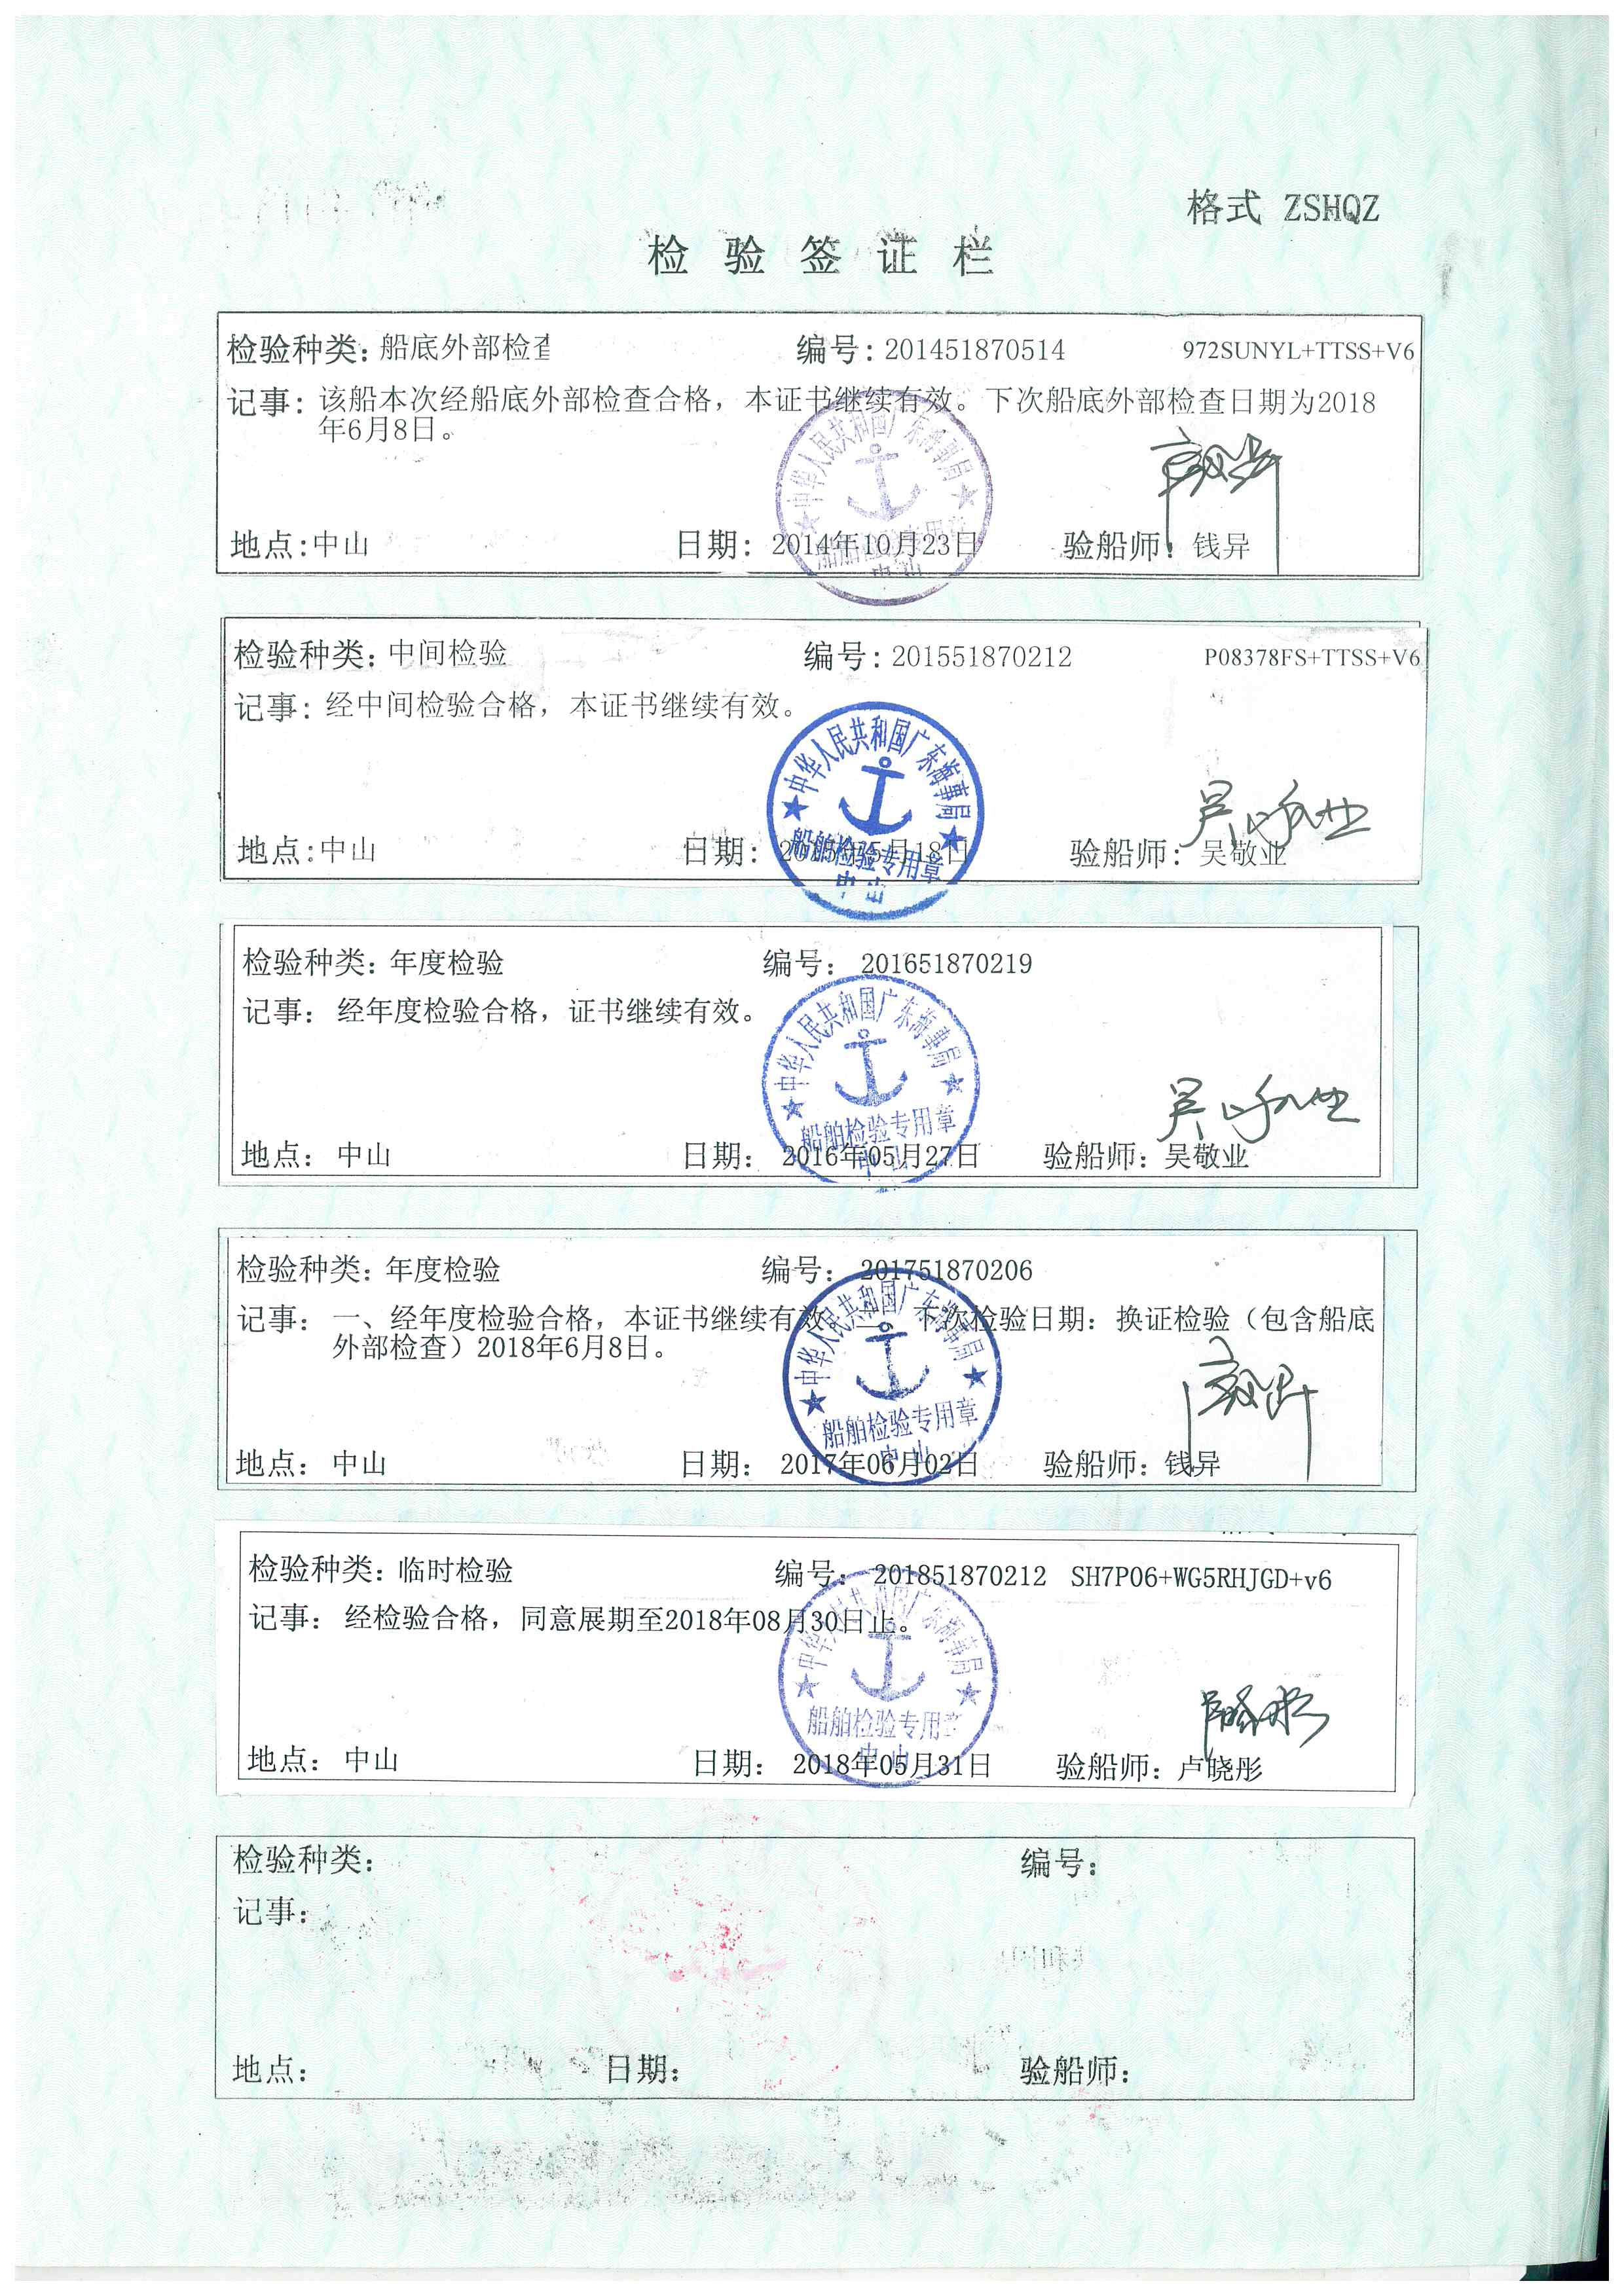 格式 ZSHQZ
检验签证栏
检验种类：船底外部检查 编号：201451870514 972SUNYL+TTSS+V6
记事：该船本次经船底外部检查合格，本证书继续有效。下次船底外部检查日期为2018
年6月8日。
中华人民共和国广东海事局
船舶检验专用章
中山
地点：中山 日期：2014年10月23日 验船师：钱异
检验种类：中间检验 编号：201551870212 P08378FS+TTSS+V6
记事：经中间检验合格，本证书继续有效。
中华人民共和国广东海事局
船舶检验专用章
中山
地点：中山 日期： 验船师：吴敬业
检验种类：年度检验 编号：201651870219
记事：经年度检验合格，证书继续有效。
中华人民共和国广东海事局
船舶检验专用章
中山
地点：中山 日期：2016年05月27日 验船师：吴敬业
检验种类：年度检验 编号：201751870206
记事：一、经年度检验合格，本证书继续有效。二、下次检验日期：换证检验（包含船底
外部检查）2018年6月8日。
中华人民共和国广东海事局
船舶检验专用章
中山
地点：中山 日期：2017年06月02日 验船师：钱异
检验种类：临时检验 编号：201851870212 SH7P06+WG5RHJGD+v6
记事：经检验合格，同意展期至2018年08月30日止。
中华人民共和国广东海事局
船舶检验专用章
中山
地点：中山 日期：2018年05月31日 验船师：卢晓彤
检验种类： 编号：
记事：
地点： 日期： 验船师：